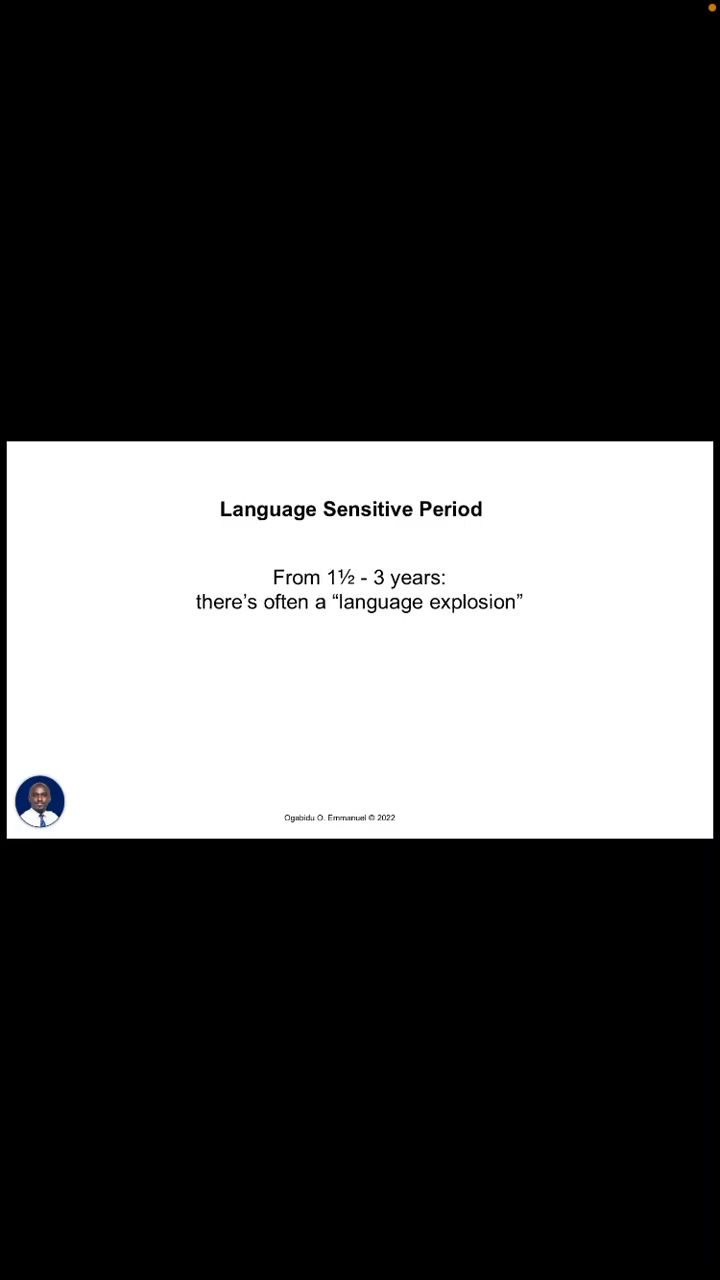 Language Sensitive Period
From 1½ - 3 years:
there’s often a “language explosion”
Ogabidu O. Emmanuel © 2022